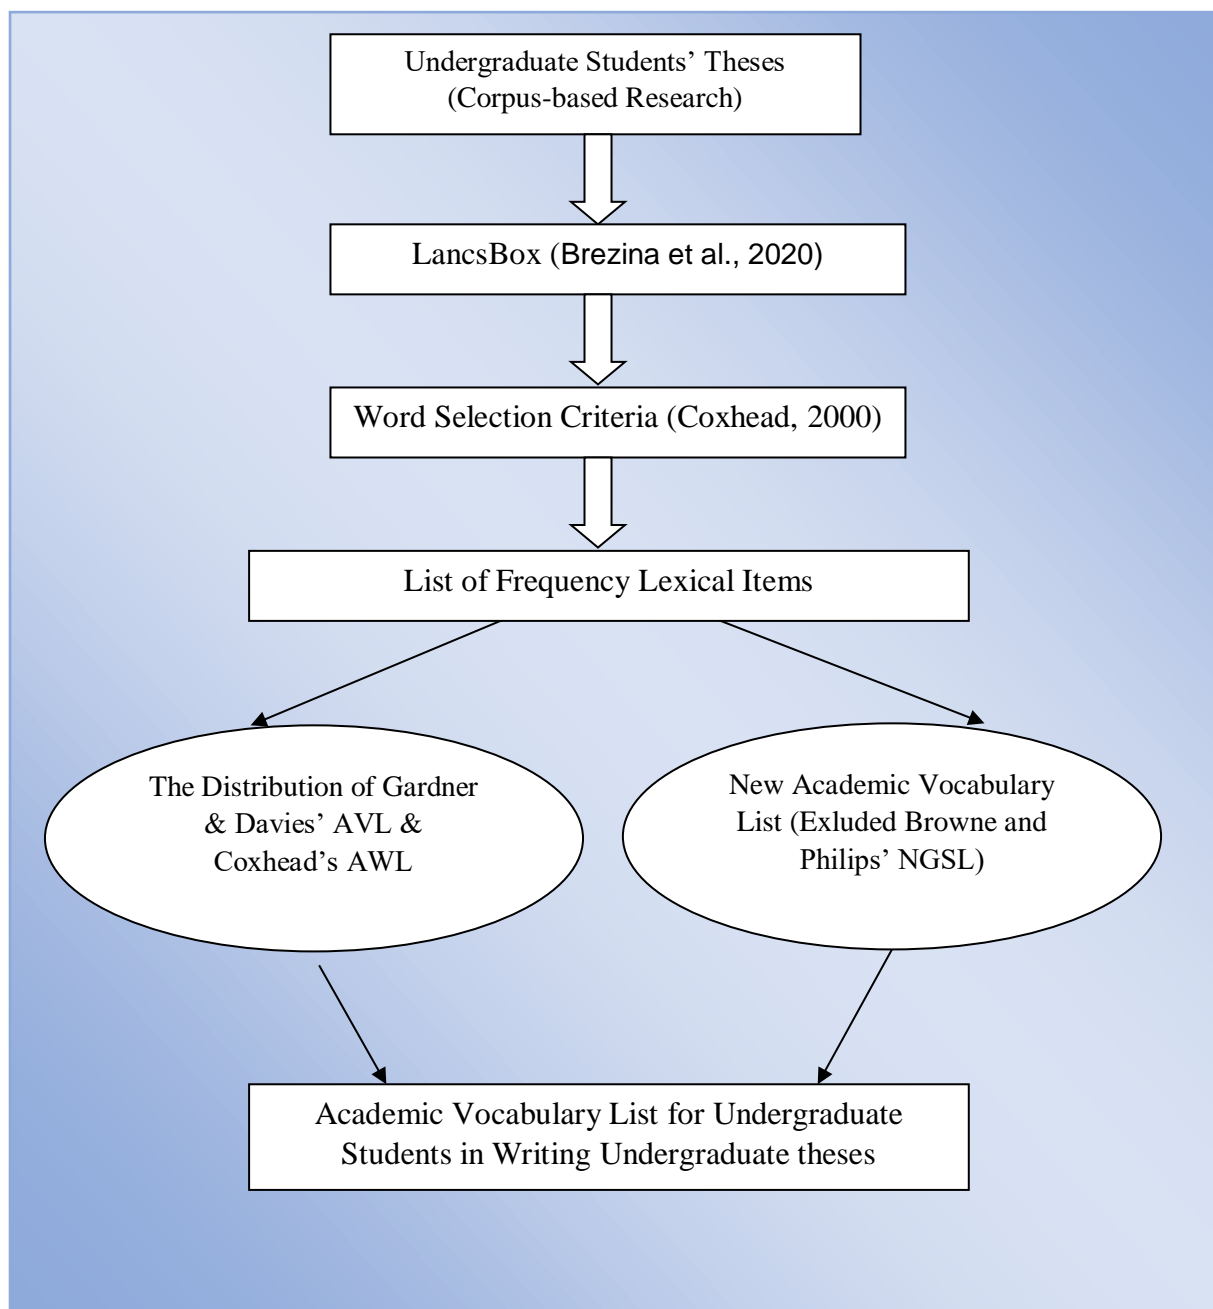 Undergraduate Students’ Theses
(Corpus-based Research)
LancsBox (Brezina et al., 2020)
Word Selection Criteria (Coxhead, 2000)
List of Frequency Lexical Items
The Distribution of Gardner
& Davies’ AVL &
Coxhead’s AWL
New Academic Vocabulary
List (Exluded Browne and
Philips’ NGSL)
Academic Vocabulary List for Undergraduate
Students in Writing Undergraduate theses